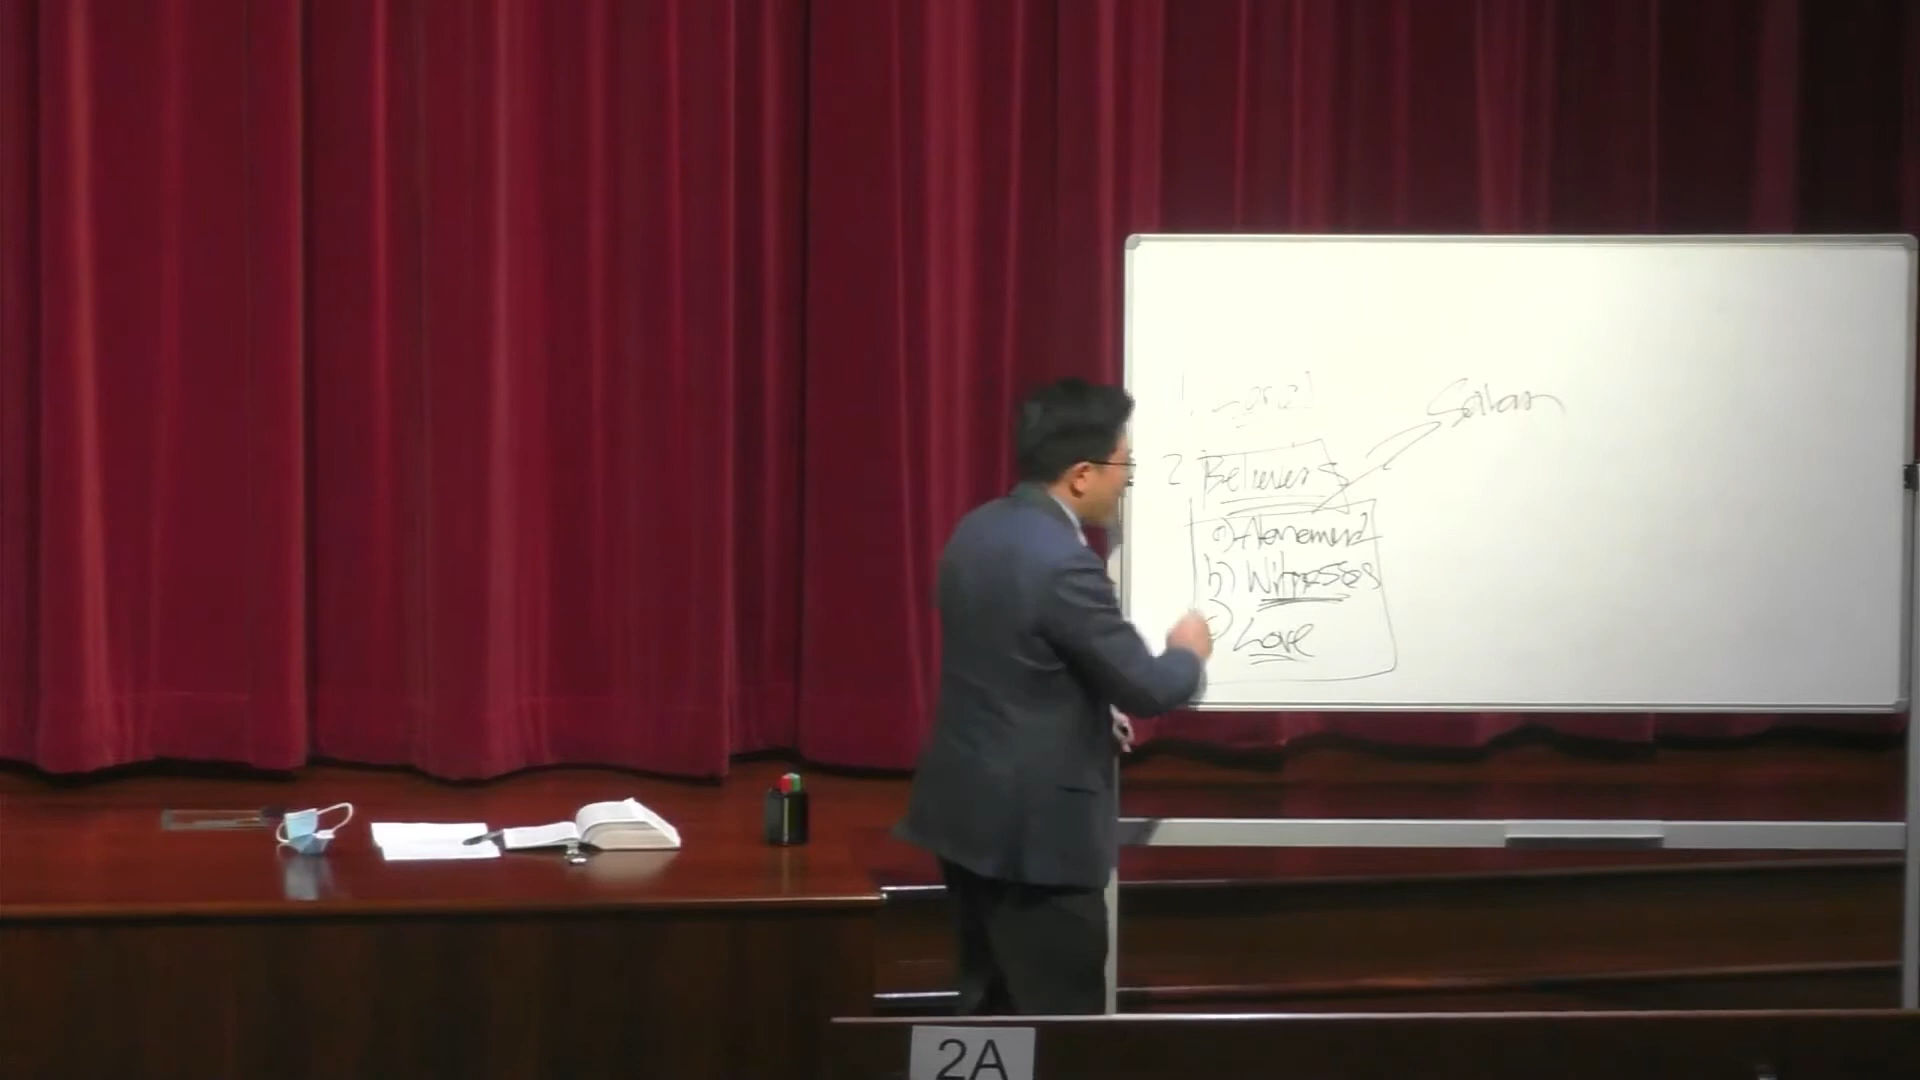 Satan
2 Believers
a) Atonement
b) Witnesses
c) Love
2A